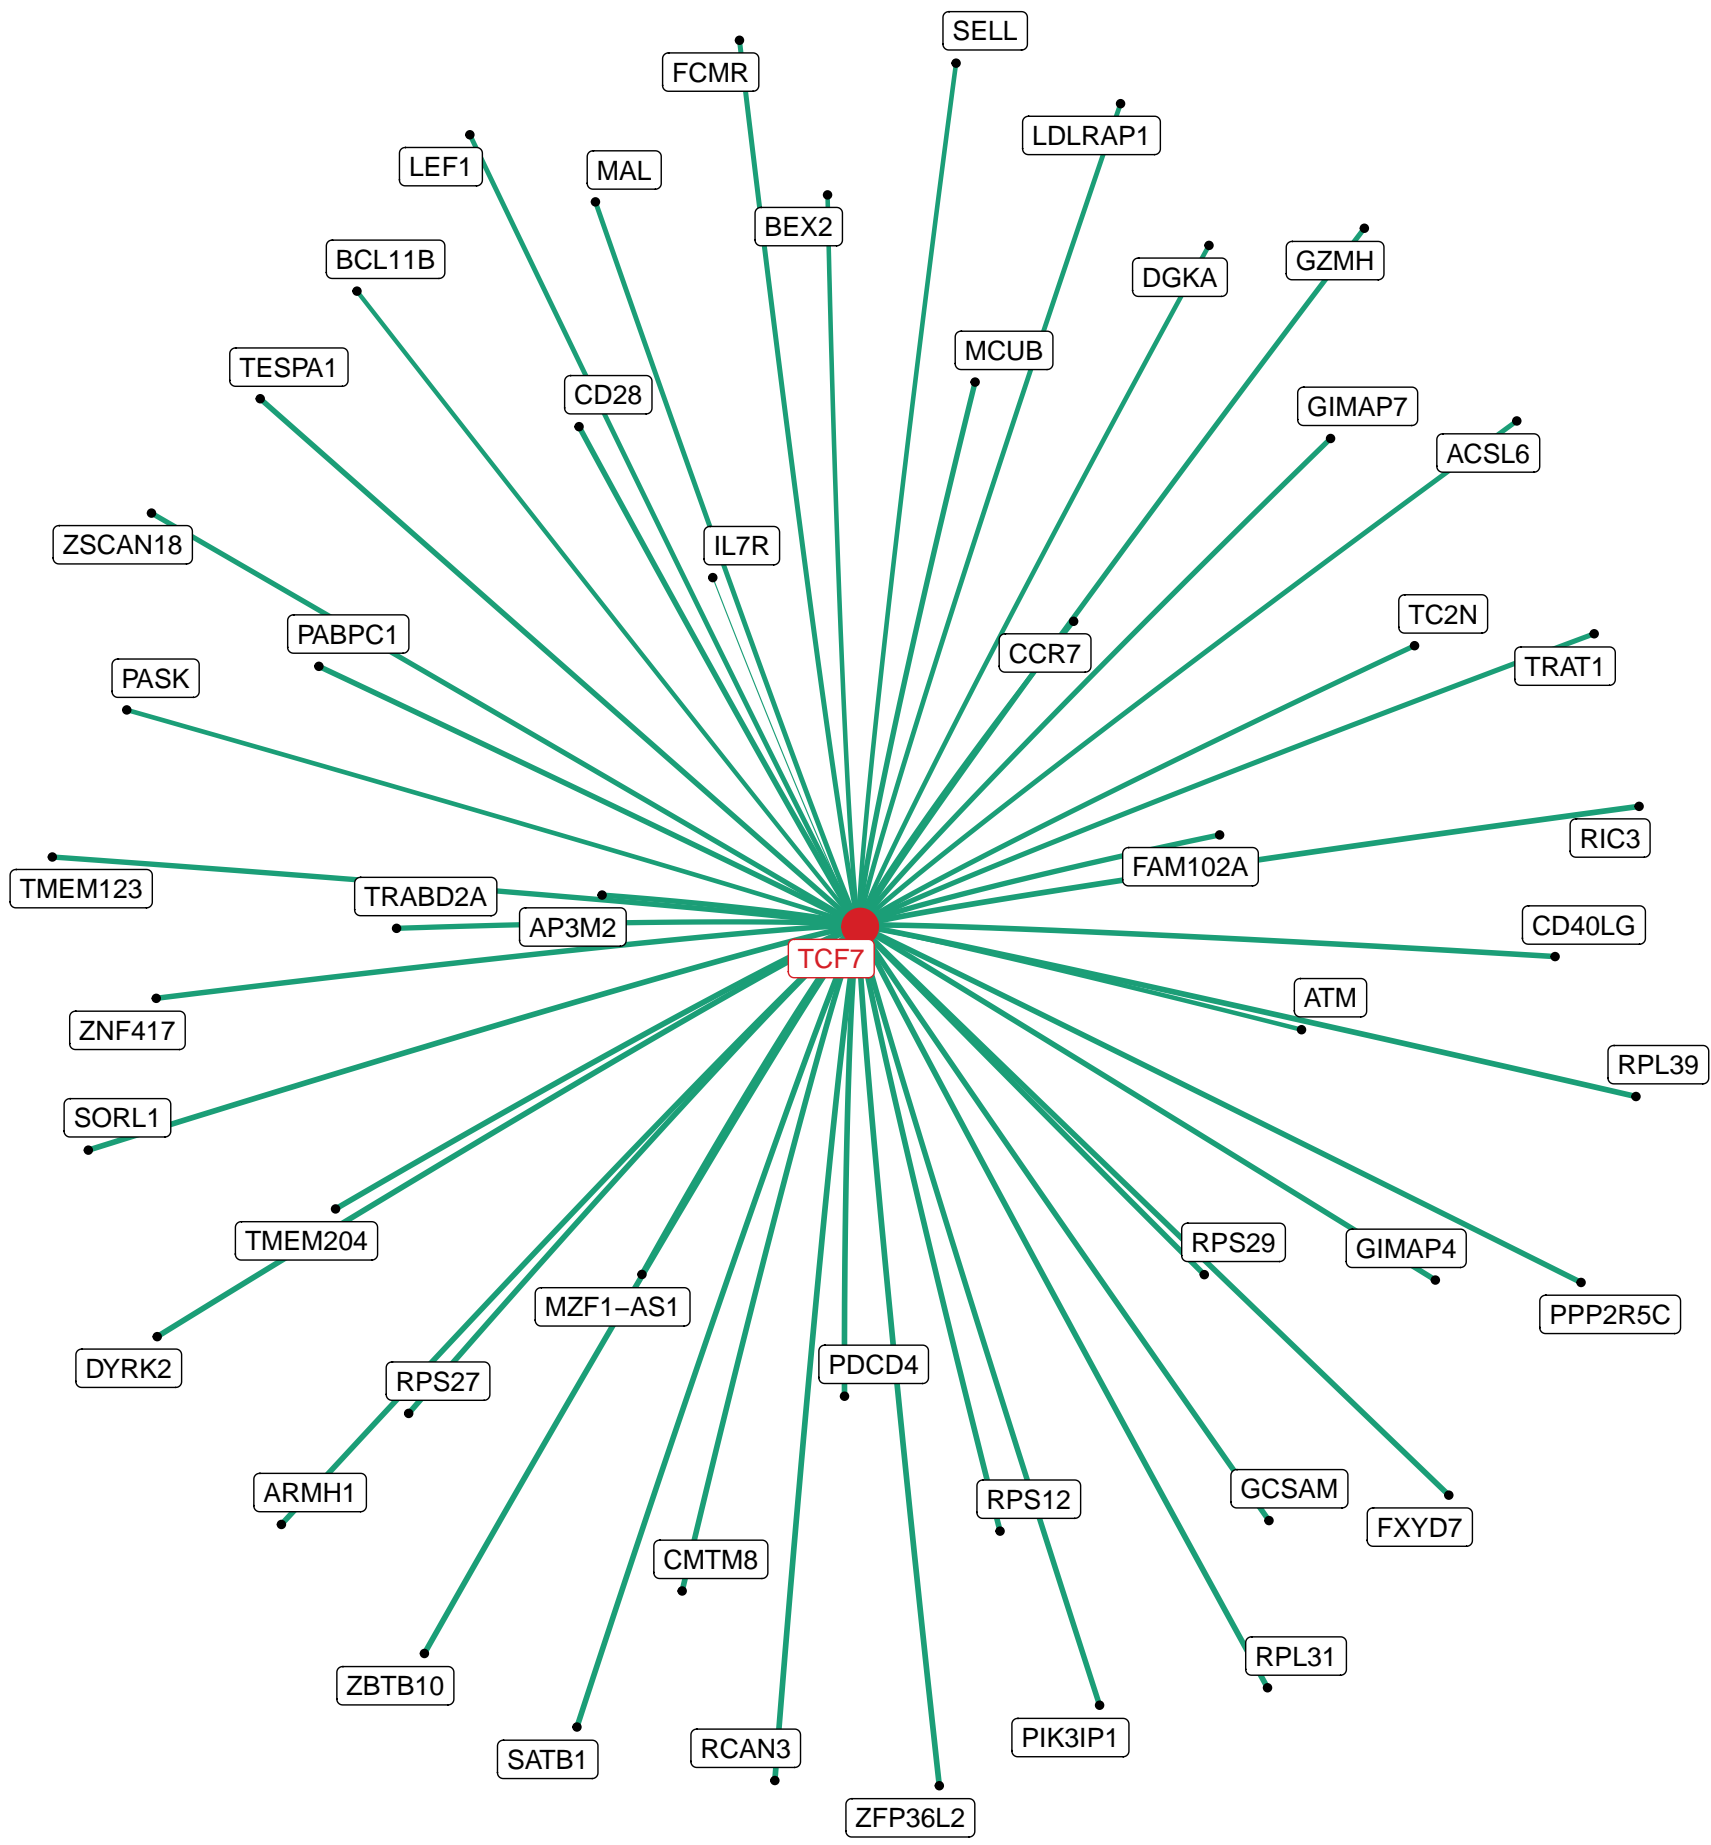 SELL
FCMR
LDLRAP1
LEF1
MAL
BEX2
BCL11B
GZMH
DGKA
MCUB
TESPA1
CD28
GIMAP7
ACSL6
ZSCAN18
IL7R
TC2N
PABPC1
CCR7
TRAT1
PASK
RIC3
FAM102A
TMEM123
TRABD2A
AP3M2
CD40LG
TCF7
ATM
ZNF417
RPL39
SORL1
TMEM204
RPS29
GIMAP4
MZF1−AS1
PPP2R5C
DYRK2
PDCD4
RPS27
ARMH1
GCSAM
RPS12
FXYD7
CMTM8
RPL31
ZBTB10
PIK3IP1
RCAN3
SATB1
ZFP36L2